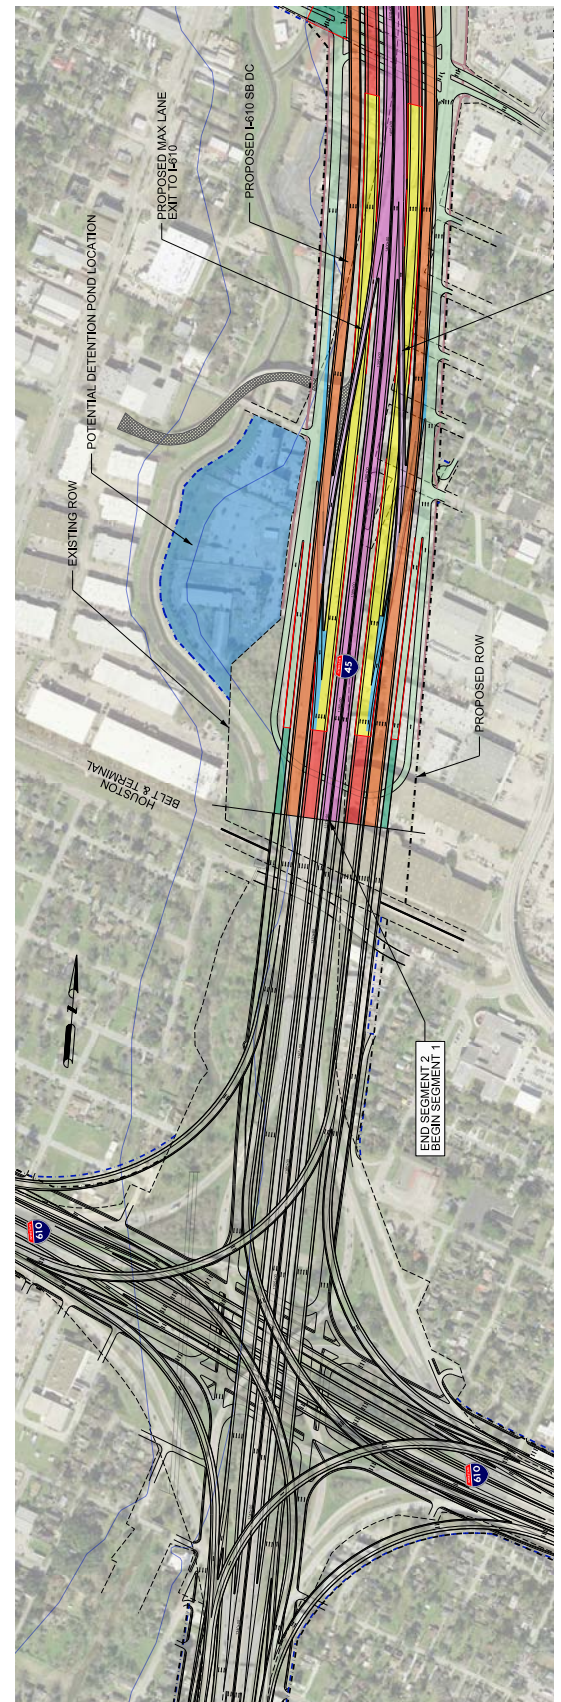 PROPOSED MAX LANE
EXIT TO I-610
PROPOSED I-610 SB DC
POTENTIAL DETENTION POND LOCATION
EXISTING ROW
45
PROPOSED ROW
HOUSTON
BELT & TERMINAL
N
END SEGMENT 2
BEGIN SEGMENT 1
610
610